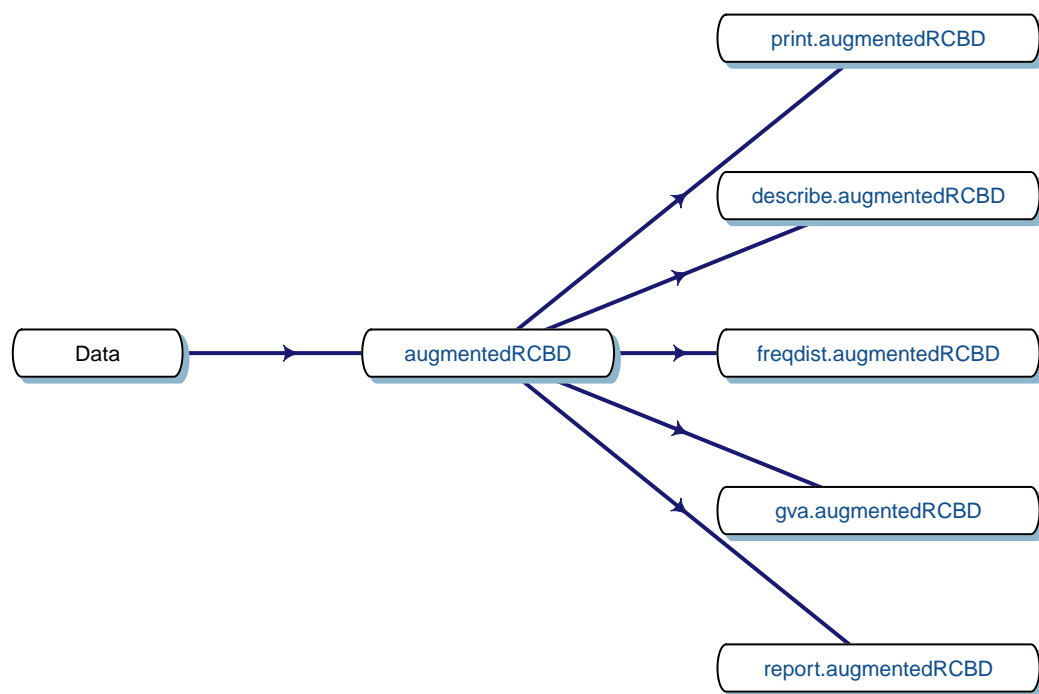 print.augmentedRCBD
describe.augmentedRCBD
Data
augmentedRCBD
freqdist.augmentedRCBD
gva.augmentedRCBD
report.augmentedRCBD